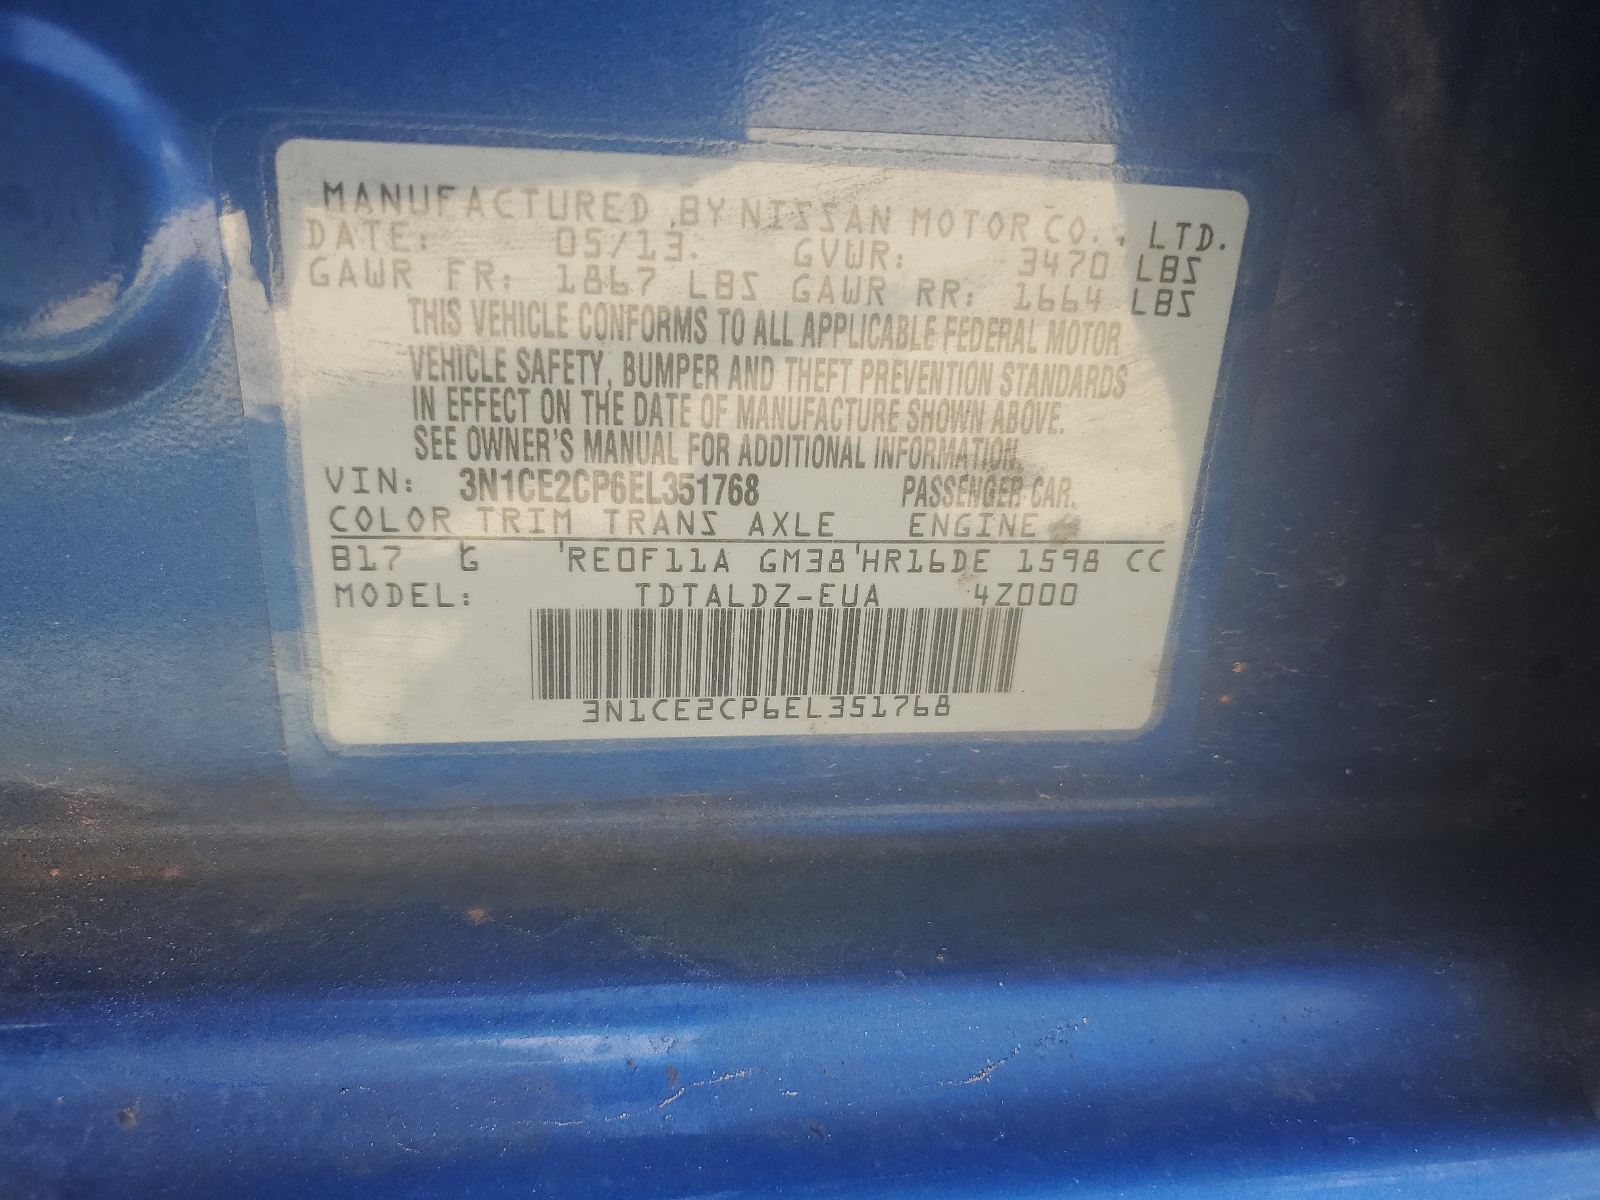 MANUFACTURED BY NISSAN MOTOR CO., LTD.
DATE: 05/13. GVWR: 3470 LBS
GAWR FR: 1867 LBS GAWR RR: 1664 LBS
THIS VEHICLE CONFORMS TO ALL APPLICABLE FEDERAL MOTOR
VEHICLE SAFETY, BUMPER AND THEFT PREVENTION STANDARDS
IN EFFECT ON THE DATE OF MANUFACTURE SHOWN ABOVE.
SEE OWNER'S MANUAL FOR ADDITIONAL INFORMATION.
VIN: 3N1CE2CP6EL351768 PASSENGER CAR.
COLOR TRIM TRANS AXLE ENGINE
B17 G RE0F11A GM38 HR16DE 1598 CC
MODEL: TDTALDZ-EUA 4Z000
3N1CE2CP6EL351768